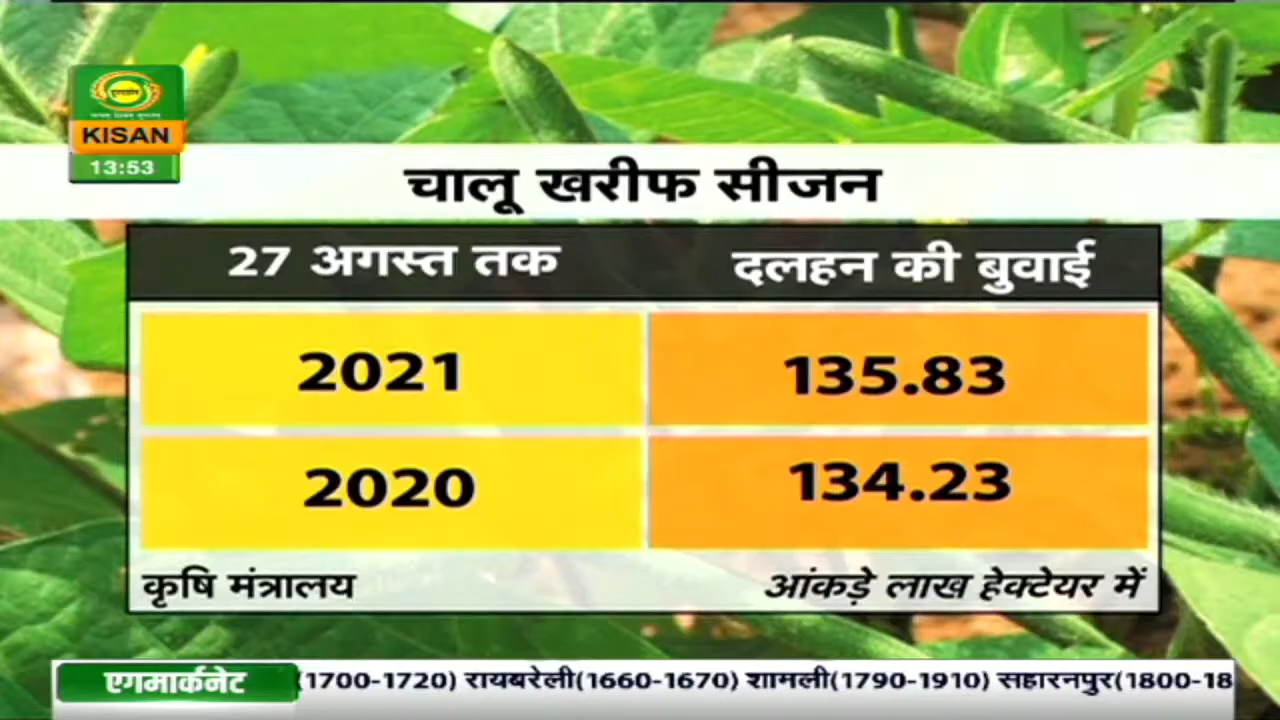 KISAN
13:53
चालू खरीफ सीजन
27 अगस्त तक दलहन की बुवाई
2021 135.83
2020 134.23
कृषि मंत्रालय आंकड़े लाख हेक्टेयर में
एगमार्कनेट (1700-1720) रायबरेली(1660-1670) शामली(1790-1910) सहारनपुर(1800-18